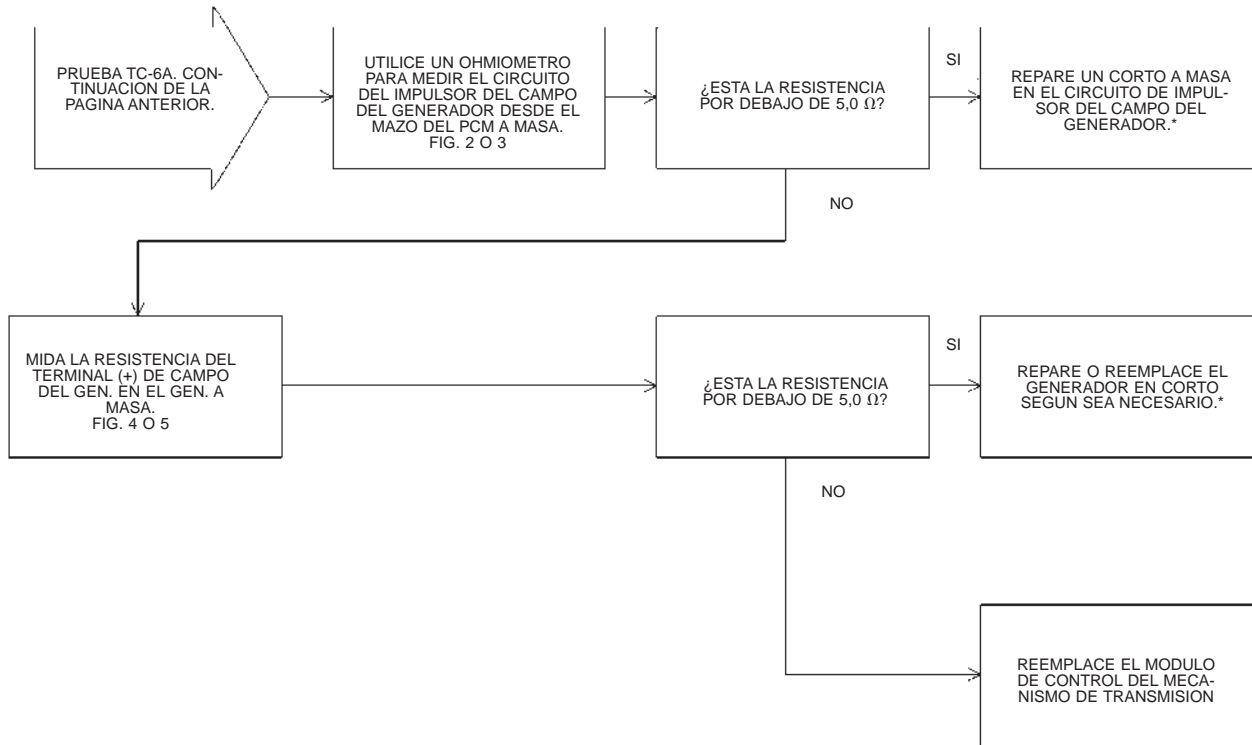 PRUEBA TC-6A. CON-
TINUACION DE LA
PAGINA ANTERIOR.
UTILICE UN OHMIOMETRO
PARA MEDIR EL CIRCUITO
DEL IMPULSOR DEL CAMPO
DEL GENERADOR DESDE EL
MAZO DEL PCM A MASA.
FIG. 2 O 3
¿ESTA LA RESISTENCIA
POR DEBAJO DE 5,0 Ω?
SI
REPARE UN CORTO A MASA
EN EL CIRCUITO DE IMPUL-
SOR DEL CAMPO DEL
GENERADOR.*
NO
MIDA LA RESISTENCIA DEL
TERMINAL (+) DE CAMPO
DEL GEN. EN EL GEN. A
MASA.
FIG. 4 O 5
¿ESTA LA RESISTENCIA
POR DEBAJO DE 5,0 Ω?
SI
REPARE O REEMPLACE EL
GENERADOR EN CORTO
SEGUN SEA NECESARIO.*
NO
REEMPLACE EL MODULO
DE CONTROL DEL MECA-
NISMO DE TRANSMISION